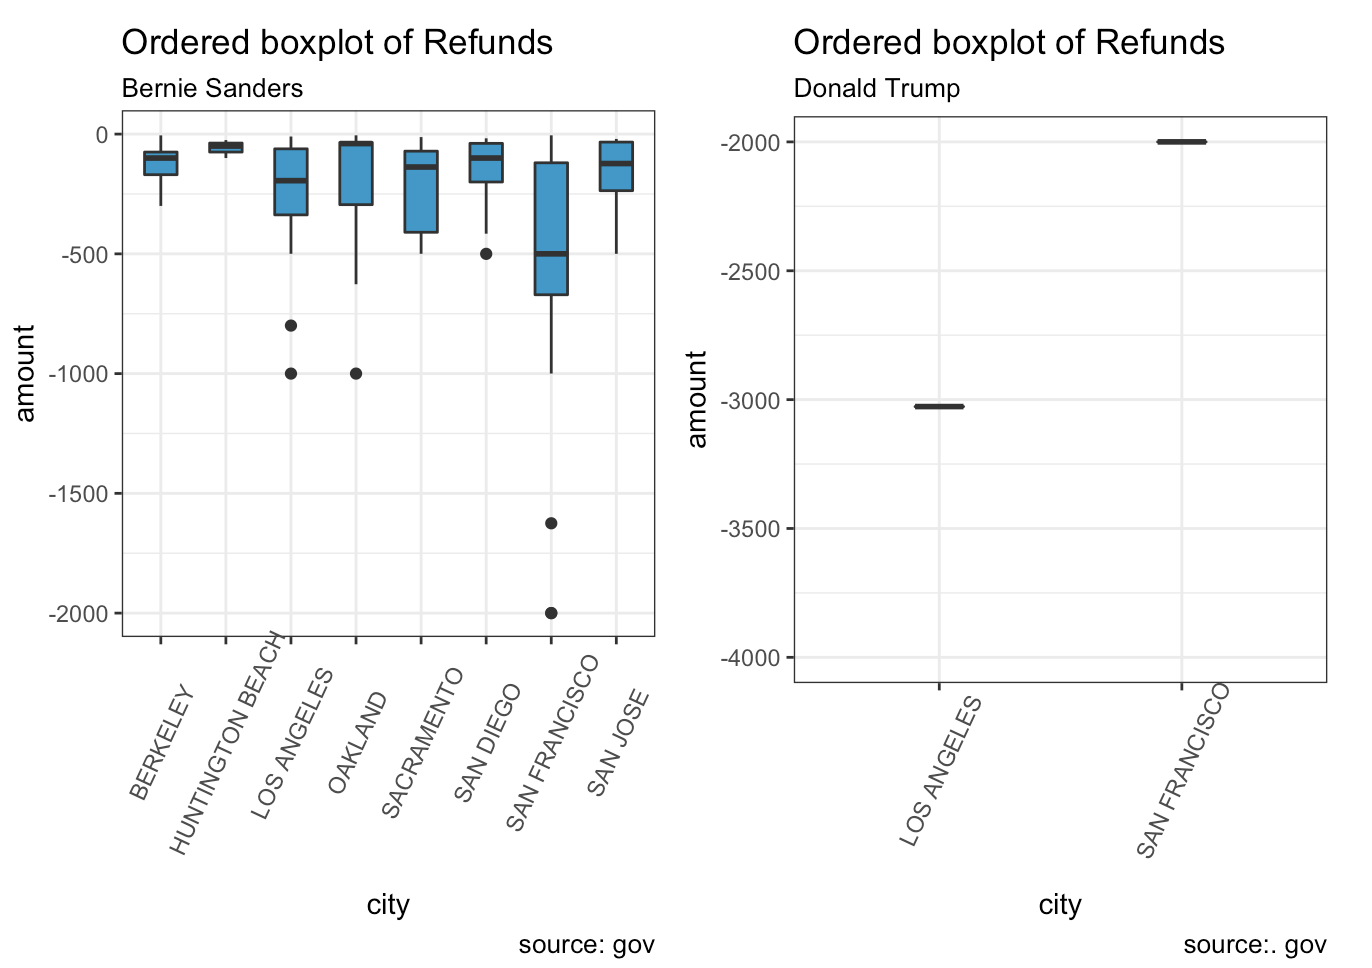 Ordered boxplot of Refunds
Bernie Sanders
0
-500
-1000
-1500
-2000
amount
BERKELEY
HUNTINGTON BEACH
LOS ANGELES
OAKLAND
SACRAMENTO
SAN DIEGO
SAN FRANCISCO
SAN JOSE
city
source: gov
Ordered boxplot of Refunds
Donald Trump
-2000
-2500
-3000
-3500
-4000
amount
LOS ANGELES
SAN FRANCISCO
city
source:. gov